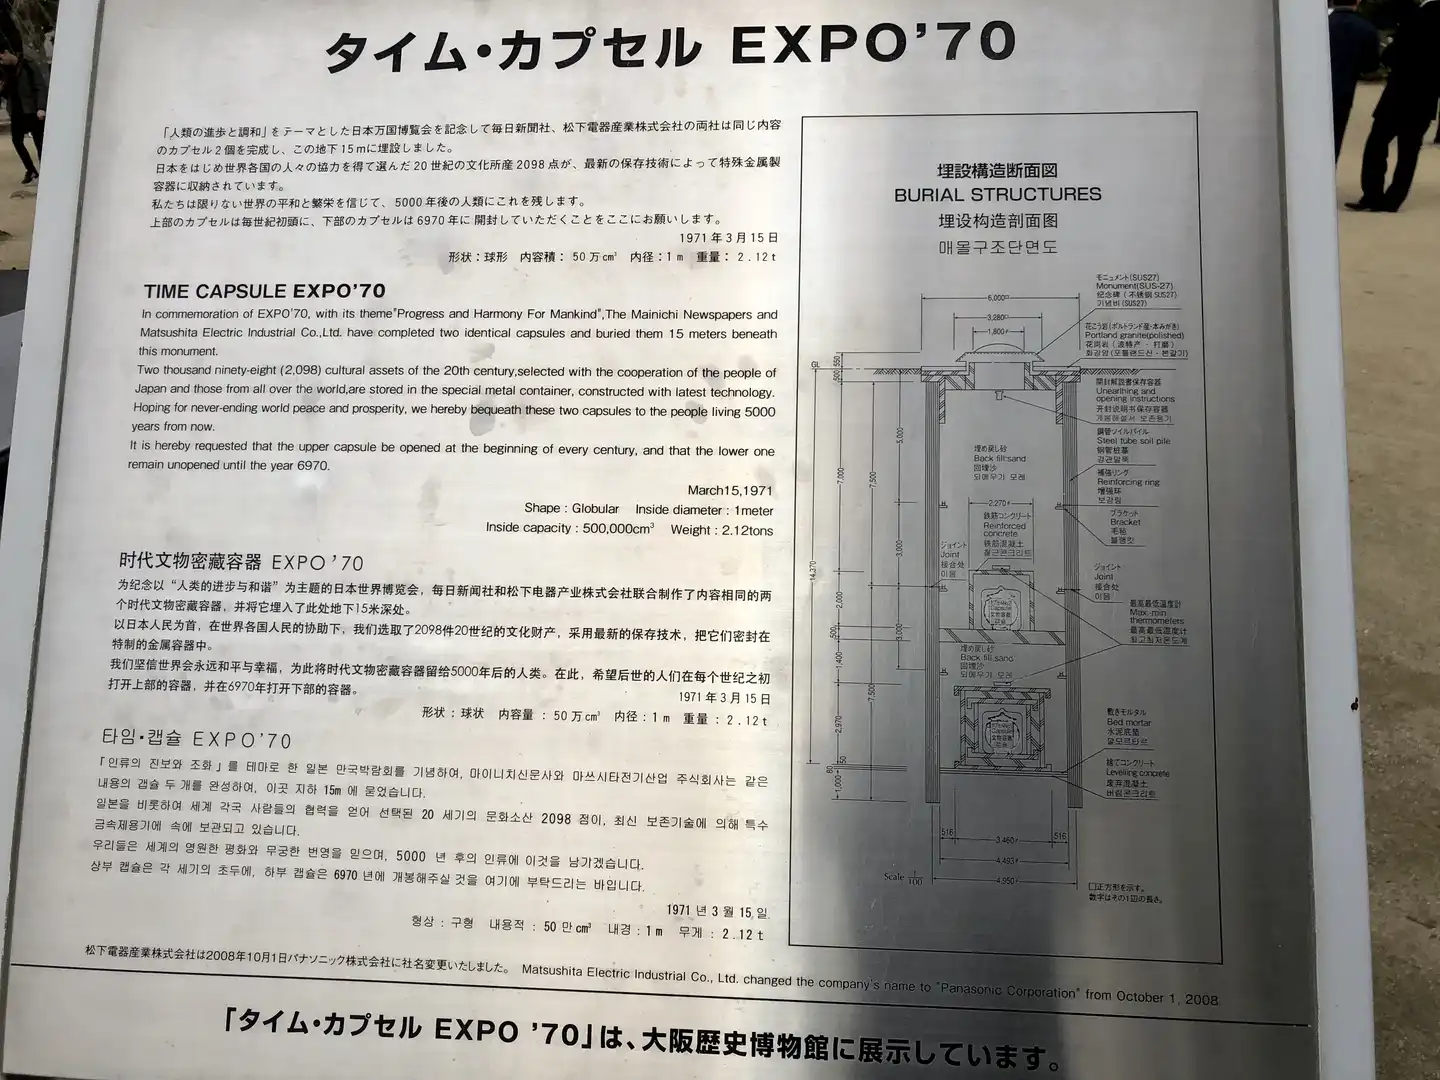 タイム・カプセル EXPO'70
「人類の進歩と調和」をテーマとした日本万国博覧会を記念して毎日新聞社、松下電器産業株式会社の両社は同じ内容
のカプセル2個を完成し、この地下15mに埋設しました。
日本をはじめ世界各国の人々の協力を得て選んだ20世紀の文化所産2098点が、最新の保存技術によって特殊金属製
容器に収納されています。
私たちは限りない世界の平和と繁栄を信じて、5000年後の人類にこれを残します。
上部のカプセルは毎世紀初頭に、下部のカプセルは6970年に開封していただくことをここにお願いします。
1971年3月15日
形状：球形 内容積：50万cm³ 内径：1m 重量：2.12t
TIME CAPSULE EXPO'70
In commemoration of EXPO'70, with its theme"Progress and Harmony For Mankind",The Mainichi Newspapers and
Matsushita Electric Industrial Co.,Ltd. have completed two identical capsules and buried them 15 meters beneath
this monument.
Two thousand ninety-eight (2,098) cultural assets of the 20th century,selected with the cooperation of the people of
Japan and those from all over the world,are stored in the special metal container, constructed with latest technology.
Hoping for never-ending world peace and prosperity, we hereby bequeath these two capsules to the people living 5000
years from now.
It is hereby requested that the upper capsule be opened at the beginning of every century, and that the lower one
remain unopened until the year 6970.
March15,1971
Shape : Globular Inside diameter : 1meter
Inside capacity : 500,000cm³ Weight : 2.12tons
时代文物密藏容器 EXPO'70
为纪念以“人类的进步与和谐”为主题的日本世界博览会，每日新闻社和松下电器产业株式会社联合制作了内容相同的两
个时代文物密藏容器，并将它埋入了此处地下15米深处。
以日本人民为首，在世界各国人民的协助下，我们选取了2098件20世纪的文化财产，采用最新的保存技术，把它们密封在
特制的金属容器中。
我们坚信世界会永远和平与幸福，为此将时代文物密藏容器留给5000年后的人类。在此，希望后世的人们在每个世纪之初
打开上部的容器，并在6970年打开下部的容器。
1971年3月15日
形状：球状 内容量：50万cm³ 内径：1m 重量：2.12t
타임·캡슐 EXPO'70
「인류의 진보와 조화」를 테마로 한 일본 만국박람회를 기념하여, 마이니치신문사와 마쓰시타전기산업 주식회사는 같은
내용의 캡슐 두 개를 완성하여, 이곳 지하 15m 에 묻었습니다.
일본을 비롯하여 세계 각국 사람들의 협력을 얻어 선택된 20 세기의 문화소산 2098 점이, 최신 보존기술에 의해 특수
금속제용기에 속에 보관되고 있습니다.
우리들은 세계의 영원한 평화와 무궁한 번영을 믿으며, 5000 년 후의 인류에 이것을 남기겠습니다.
상부 캡슐은 각 세기의 초두에, 하부 캡슐은 6970 년에 개봉해주실 것을 여기에 부탁드리는 바입니다.
1971 년 3 월 15 일
형상 : 구형 내용적 : 50 만 cm³ 내경 : 1m 무게 : 2.12t
埋設構造断面図
BURIAL STRUCTURES
埋设构造剖面图
매몰구조단면도
モニュメント(SUS27)
Monument(SUS-27)
纪念碑（不锈钢 SUS27）
기념비(SUS27)
花こう岩(ポルトランド産・本みがき)
Portland granite(polished)
花岗岩（波特产・打磨）
화강암(포틀랜드산・본갈기)
開封解説書保存容器
Unearthing and
opening instructions
开封说明书保存容器
鋼管ソイルパイル
Steel tube soil pile
钢管桩基
강관말뚝
補強リング
Reinforcing ring
增强环
보강링
ブラケット
Bracket
毛毡
블래킷
ジョイント
Joint
接合处
이음
最高最低温度計
Max.-min
thermometers
最高最低温度计
최고최저온도계
敷きモルタル
Bed mortar
水泥底垫
깔모르타르
捨てコンクリート
Levelling concrete
废弃混凝土
버림콘크리트
埋め戻し砂
Back fill:sand
回埋沙
되메우기 모래
鉄筋コンクリート
Reinforced
concrete
铁筋混凝土
철근콘크리트
ジョイント
Joint
接合处
이음
埋め戻し砂
Back fill:sand
回埋沙
되메우기 모래
6,000□
3,280
1,800
GL
550
500
5,000
7,000
7,500
2,270
3,000
14,370
2,000
500
3,000
1,400
7,500
2,970
50
1,000
516
3,460
516
4,493
4,950
Scale 1/100
□正方形を示す。
数字はその1辺の長さ。
松下電器産業株式会社は2008年10月1日パナソニック株式会社に社名変更いたしました。 Matsushita Electric Industrial Co., Ltd. changed the company's name to "Panasonic Corporation" from October 1, 2008
「タイム・カプセル EXPO '70」は、大阪歴史博物館に展示しています。